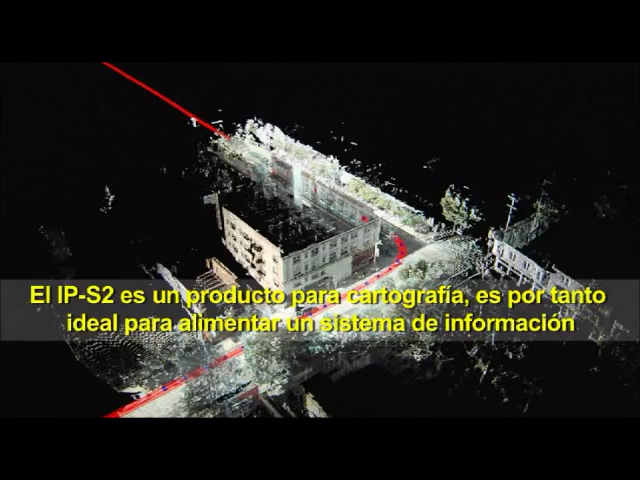 El IP-S2 es un producto para cartografía, es por tanto
ideal para alimentar un sistema de información